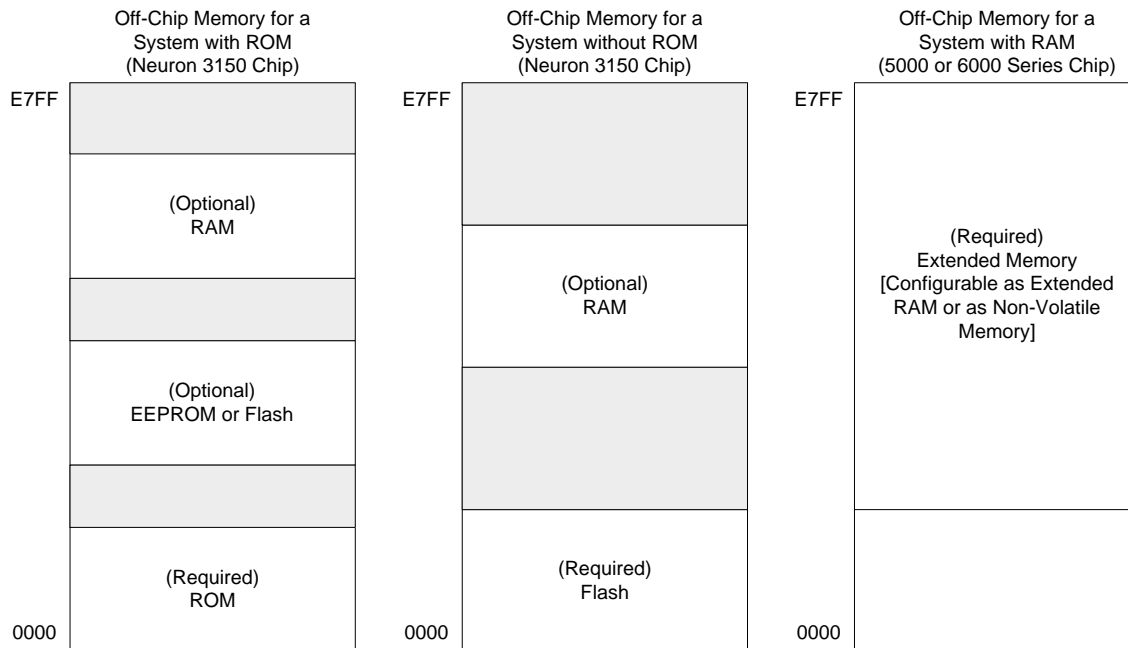 Off-Chip Memory for a
System with ROM
(Neuron 3150 Chip)
E7FF
(Optional)
RAM
(Optional)
EEPROM or Flash
(Required)
ROM
0000
Off-Chip Memory for a
System without ROM
(Neuron 3150 Chip)
E7FF
(Optional)
RAM
(Required)
Flash
0000
Off-Chip Memory for a
System with RAM
(5000 or 6000 Series Chip)
E7FF
(Required)
Extended Memory
[Configurable as Extended
RAM or as Non-Volatile
Memory]
0000